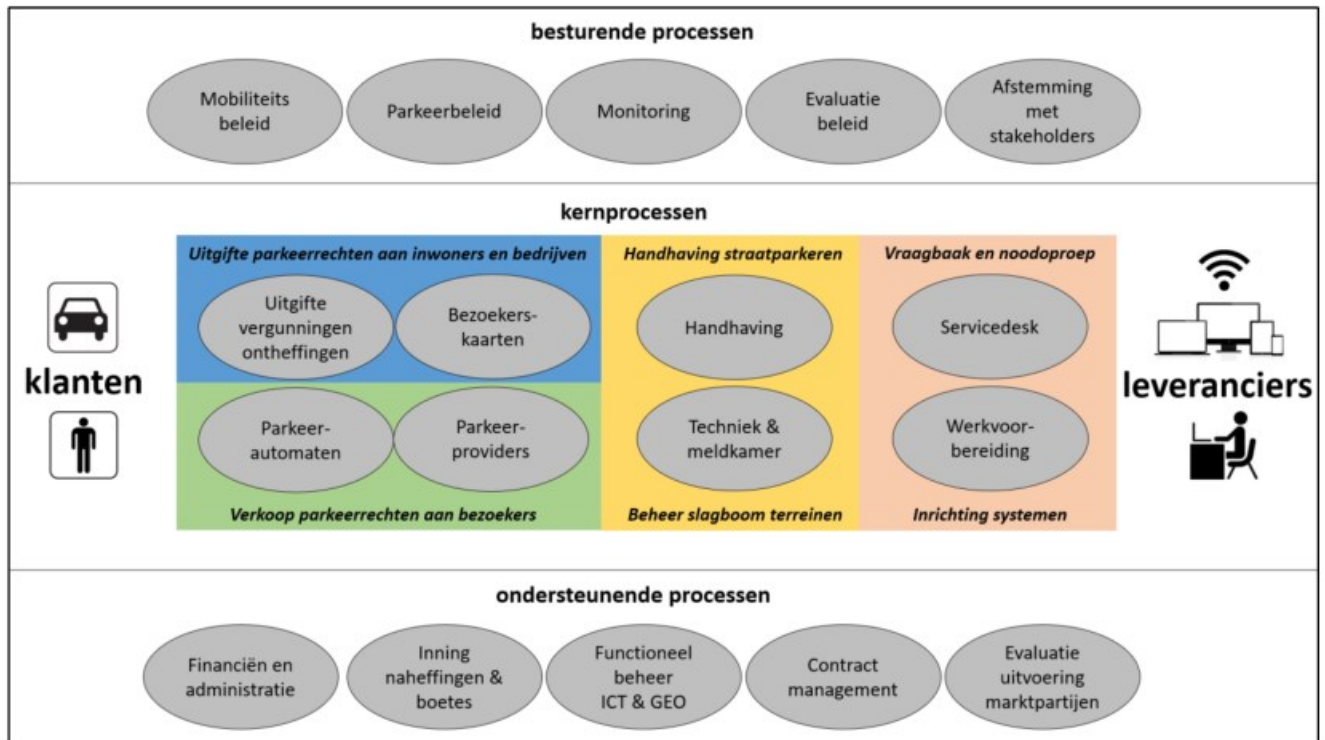 besturende processen
Mobiliteits
beleid
Parkeerbeleid
Monitoring
Evaluatie
beleid
Afstemming
met
stakeholders
kernprocessen
klanten
Uitgifte parkeerrechten aan inwoners en bedrijven
Uitgifte
vergunningen
ontheffingen
Bezoekers-
kaarten
Parkeer-
automaten
Parkeer-
providers
Verkoop parkeerrechten aan bezoekers
Handhaving straatparkeren
Handhaving
Techniek &
meldkamer
Beheer slagboom terreinen
Vraagbaak en noodoproep
Servicedesk
Werkvoor-
bereiding
Inrichting systemen
leveranciers
ondersteunende processen
Financiën en
administratie
Inning
naheffingen &
boetes
Functioneel
beheer
ICT & GEO
Contract
management
Evaluatie
uitvoering
marktpartijen